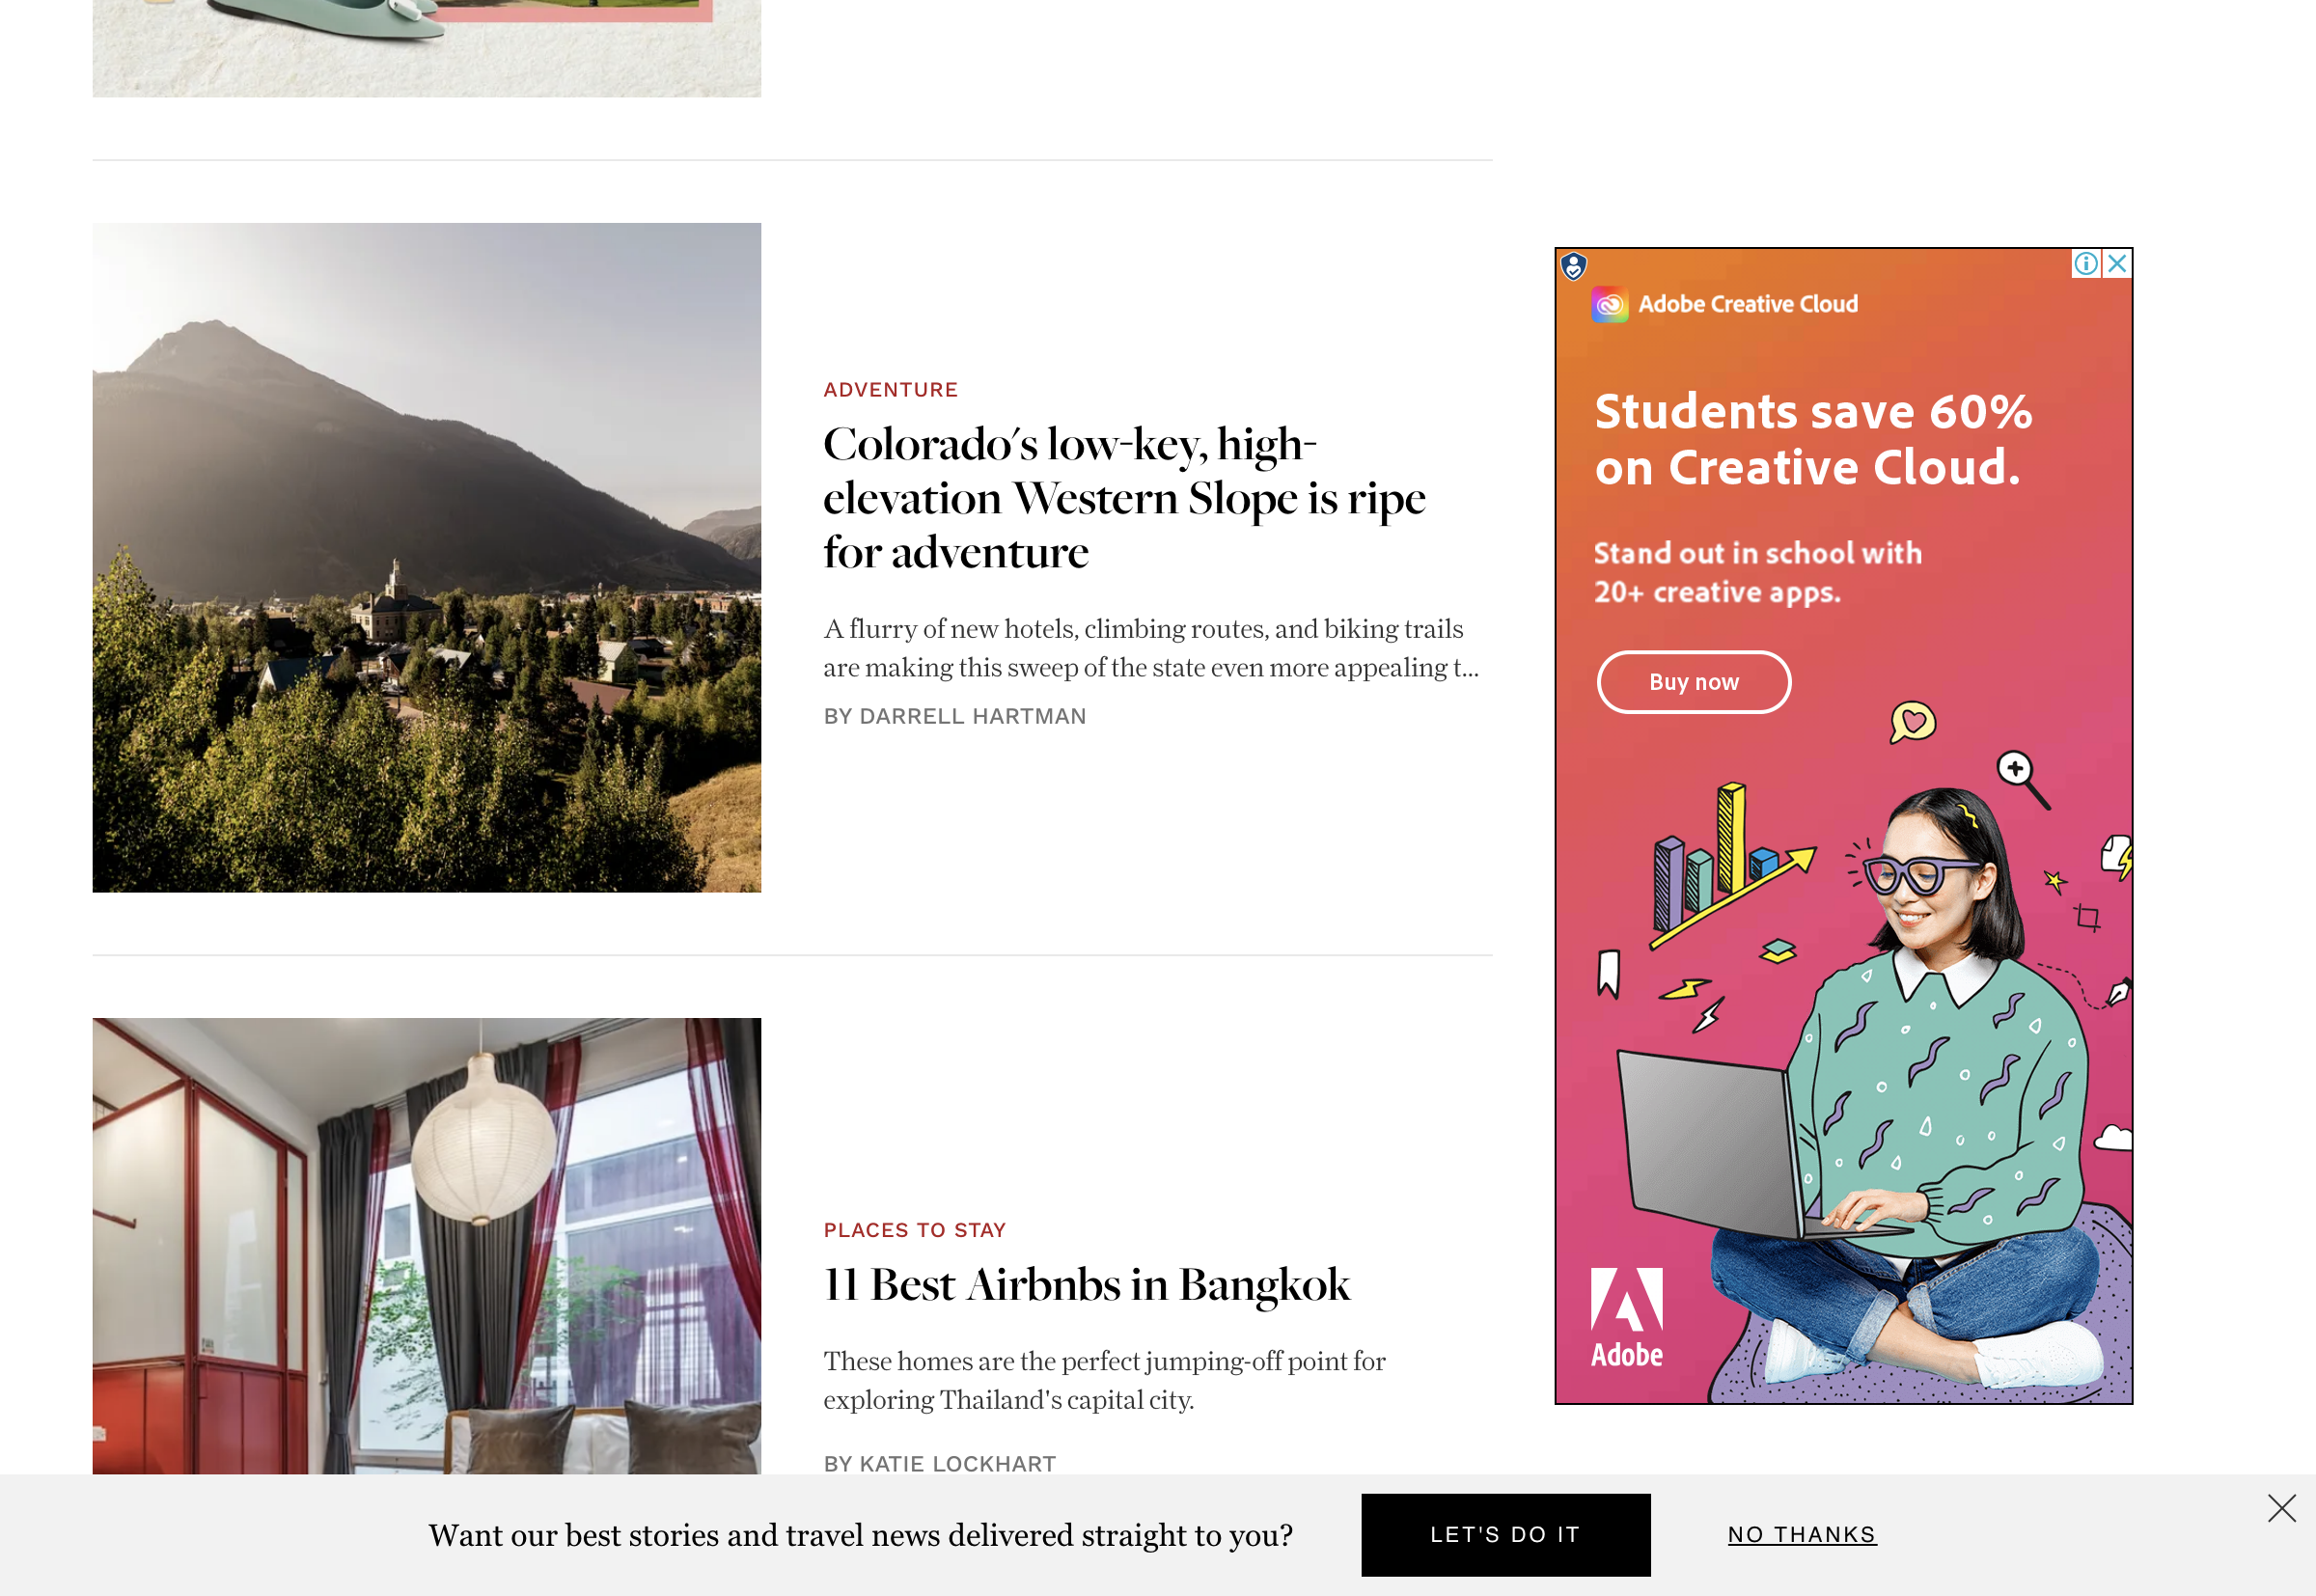 ADVENTURE
Colorado's low-key, high-
elevation Western Slope is ripe
for adventure
A flurry of new hotels, climbing routes, and biking trails
are making this sweep of the state even more appealing t...
BY DARRELL HARTMAN
PLACES TO STAY
11 Best Airbnbs in Bangkok
These homes are the perfect jumping-off point for
exploring Thailand's capital city.
BY KATIE LOCKHART
Adobe Creative Cloud
Students save 60%
on Creative Cloud.
Stand out in school with
20+ creative apps.
Buy now
Adobe
Want our best stories and travel news delivered straight to you?
LET'S DO IT
NO THANKS